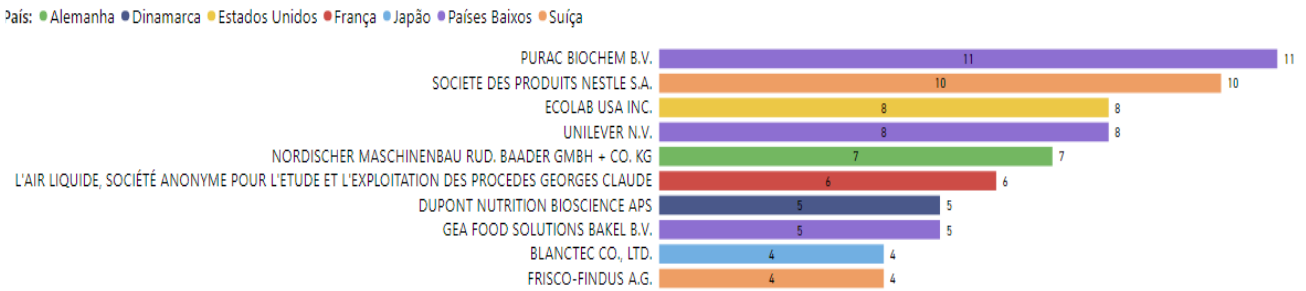 País: Alemanha Dinamarca Estados Unidos França Japão Países Baixos Suíça
PURAC BIOCHEM B.V. 11 11
SOCIETE DES PRODUITS NESTLE S.A. 10 10
ECOLAB USA INC. 8 8
UNILEVER N.V. 8 8
NORDISCHER MASCHINENBAU RUD. BAADER GMBH + CO. KG 7 7
L'AIR LIQUIDE, SOCIÉTÉ ANONYME POUR L'ETUDE ET L'EXPLOITATION DES PROCEDES GEORGES CLAUDE 6 6
DUPONT NUTRITION BIOSCIENCE APS 5 5
GEA FOOD SOLUTIONS BAKEL B.V. 5 5
BLANCTEC CO., LTD. 4 4
FRISCO-FINDUS A.G. 4 4